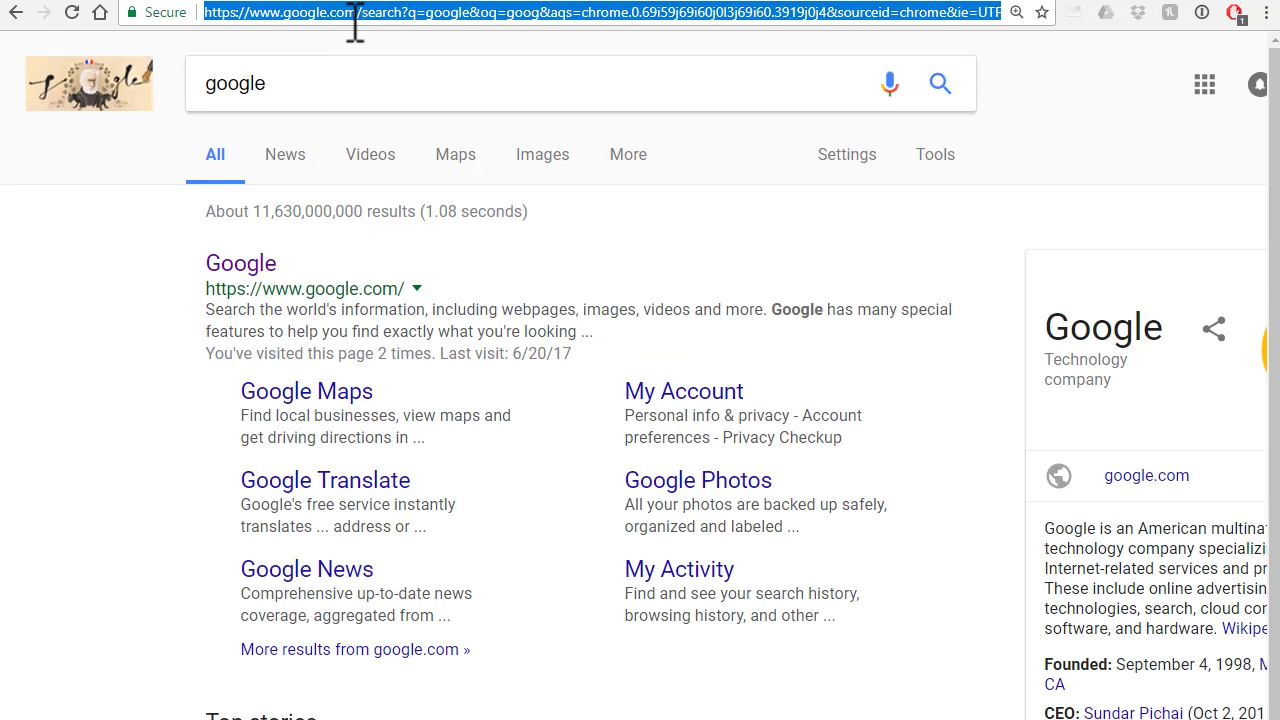 Secure https://www.google.com/search?q=google&oq=goog&aqs=chrome.0.69i59j69i60j0l3j69i60.3919j0j4&sourceid=chrome&ie=UTF
1
Google
google
All News Videos Maps Images More Settings Tools
About 11,630,000,000 results (1.08 seconds)
Google
https://www.google.com/
Search the world's information, including webpages, images, videos and more. Google has many special
features to help you find exactly what you're looking ...
You've visited this page 2 times. Last visit: 6/20/17
Google Maps
Find local businesses, view maps and
get driving directions in ...
My Account
Personal info & privacy - Account
preferences - Privacy Checkup
Google Translate
Google's free service instantly
translates ... address or ...
Google Photos
All your photos are backed up safely,
organized and labeled ...
Google News
Comprehensive up-to-date news
coverage, aggregated from ...
My Activity
Find and see your search history,
browsing history, and other ...
More results from google.com »
Google
Technology
company
google.com
Google is an American multina
technology company specializi
Internet-related services and pr
These include online advertisin
technologies, search, cloud cor
software, and hardware. Wikipe
Founded: September 4, 1998, M
CA
CEO: Sundar Pichai (Oct 2, 201
Top stories